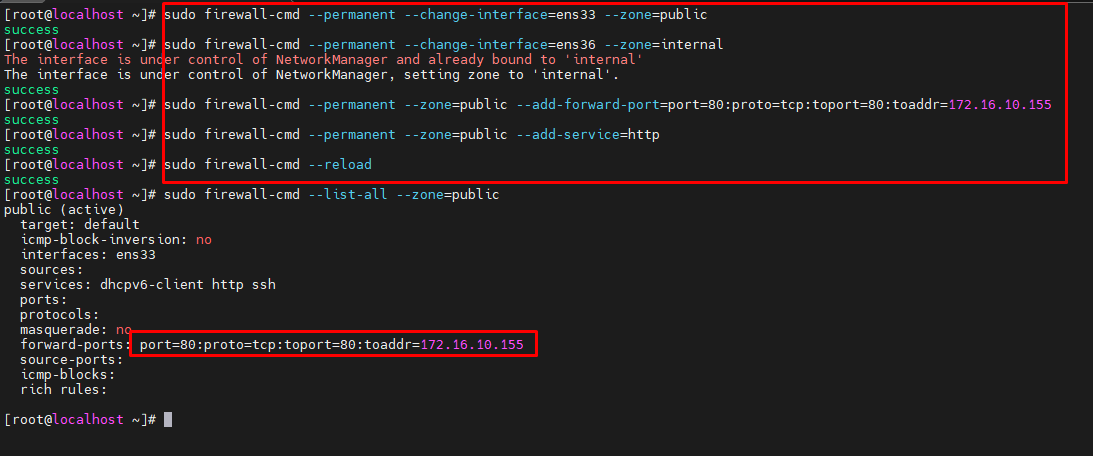 [root@localhost ~]# sudo firewall-cmd --permanent --change-interface=ens33 --zone=public
success
[root@localhost ~]# sudo firewall-cmd --permanent --change-interface=ens36 --zone=internal
The interface is under control of NetworkManager and already bound to 'internal'
The interface is under control of NetworkManager, setting zone to 'internal'.
success
[root@localhost ~]# sudo firewall-cmd --permanent --zone=public --add-forward-port=port=80:proto=tcp:toport=80:toaddr=172.16.10.155
success
[root@localhost ~]# sudo firewall-cmd --permanent --zone=public --add-service=http
success
[root@localhost ~]# sudo firewall-cmd --reload
success
[root@localhost ~]# sudo firewall-cmd --list-all --zone=public
public (active)
  target: default
  icmp-block-inversion: no
  interfaces: ens33
  sources:
  services: dhcpv6-client http ssh
  ports:
  protocols:
  masquerade: no
  forward-ports: port=80:proto=tcp:toport=80:toaddr=172.16.10.155
  source-ports:
  icmp-blocks:
  rich rules:
[root@localhost ~]#